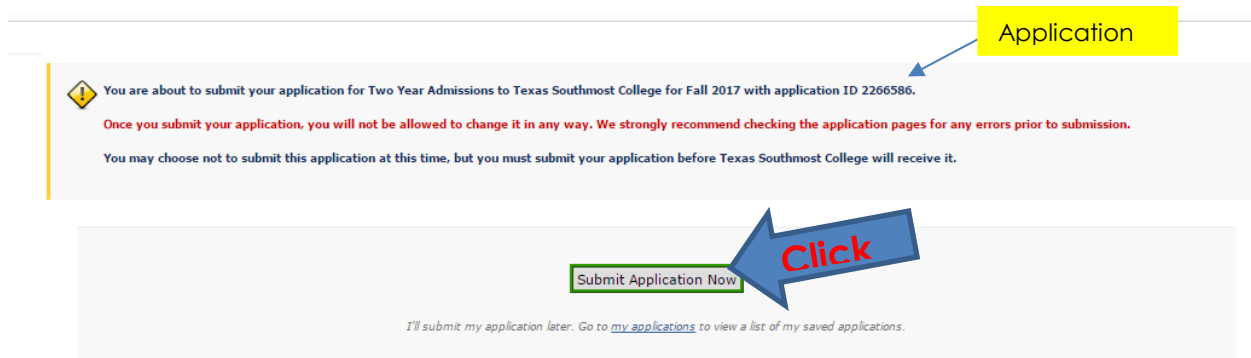 Application
You are about to submit your application for Two Year Admissions to Texas Southmost College for Fall 2017 with application ID 2266586.
Once you submit your application, you will not be allowed to change it in any way. We strongly recommend checking the application pages for any errors prior to submission.
You may choose not to submit this application at this time, but you must submit your application before Texas Southmost College will receive it.
Click
Submit Application Now
I'll submit my application later. Go to my applications to view a list of my saved applications.